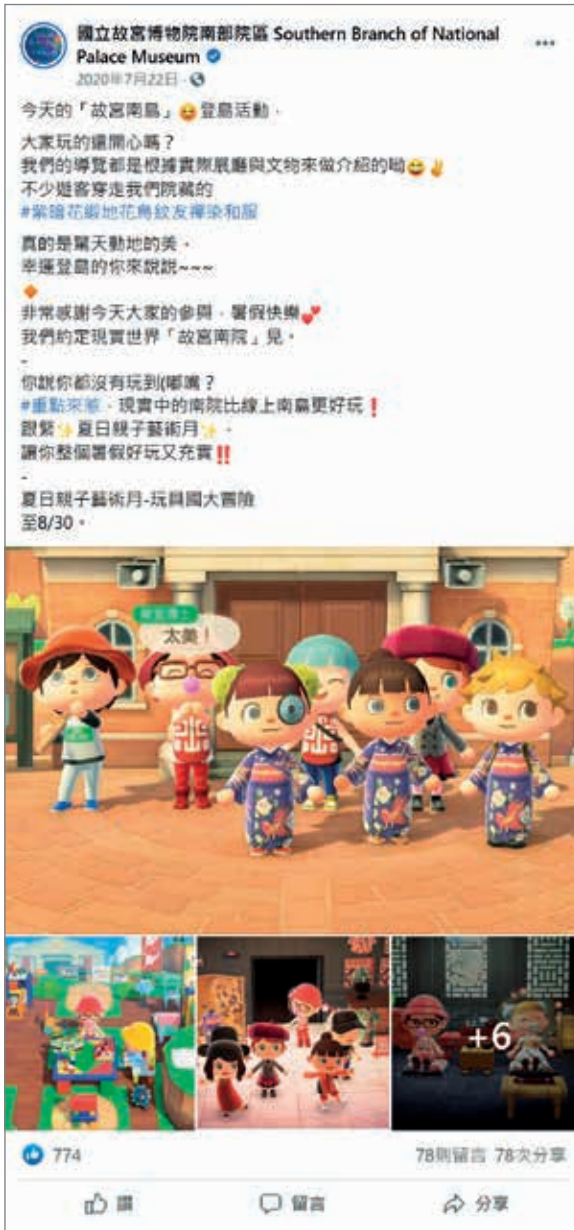 國立故宮博物院南部院區 Southern Branch of National
Palace Museum
2020年7月22日
今天的「故宮南島」登島活動，
大家玩的還開心嗎？
我們的導覽都是根據實際展廳與文物來做介紹的呦
不少遊客穿走我們院藏的
#紫暗花緞地花鳥紋友禪染和服
真的是驚天動地的美。
幸運登島的你來說說~~~
非常感謝今天大家的參與，暑假快樂
我們約定現實世界「故宮南院」見。
-
你說你都沒有玩到(嘟嘴？
#重點來惹，現實中的南院比線上南島更好玩❗
跟緊✨夏日親子藝術月✨，
讓你整個暑假好玩又充實‼
-
夏日親子藝術月-玩具國大冒險
至8/30。
太美！
+6
774
78則留言 78次分享
讚
留言
分享